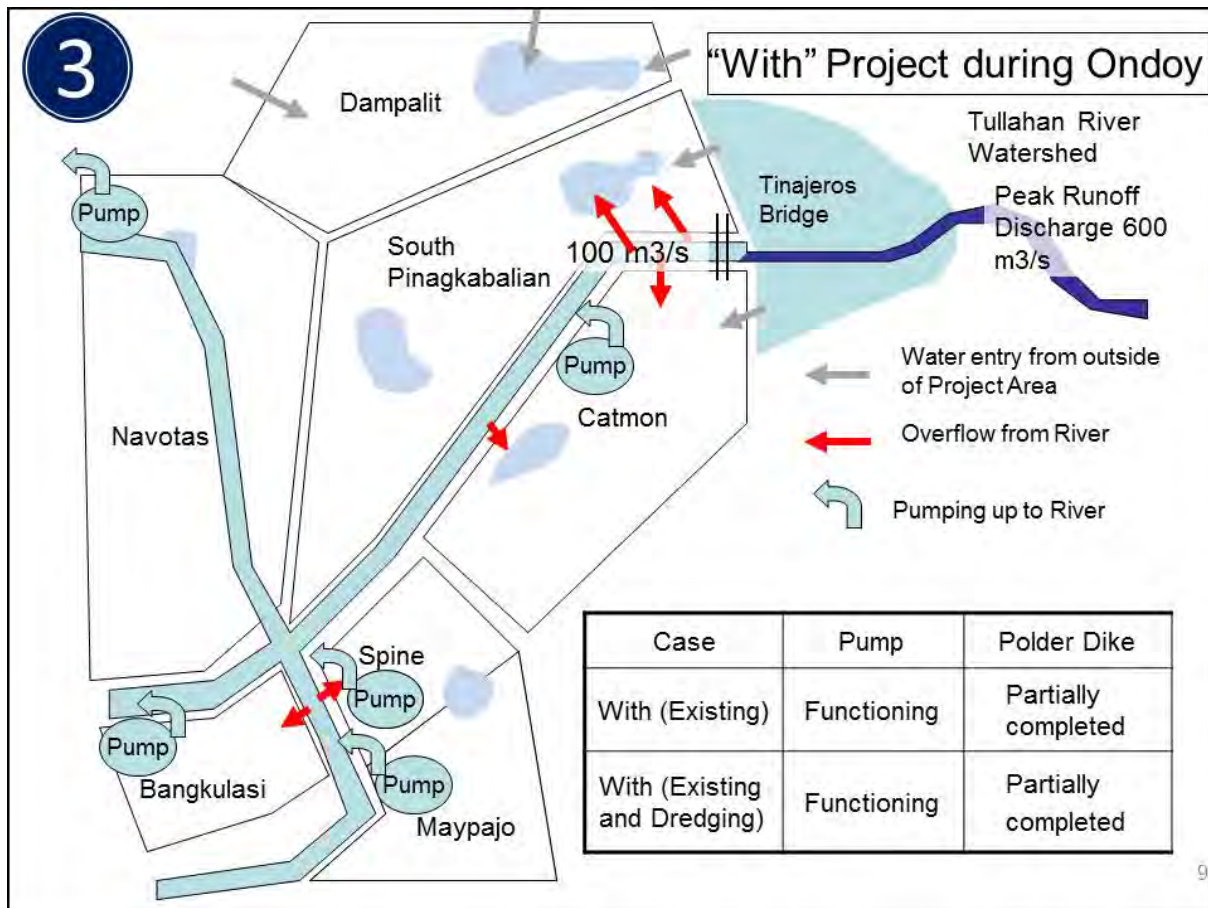 3
“With” Project during Ondoy
Dampalit
Tullahan River
Watershed
Tinajeros
Bridge
Peak Runoff
Discharge 600
m3/s
Pump
South
Pinagkabalian
100 m3/s
Pump
Catmon
Navotas
Water entry from outside
of Project Area
Overflow from River
Pumping up to River
Spine
Pump
Pump
Bangkulasi
Pump
Maypajo
Case Pump Polder Dike
With (Existing) Functioning Partially
completed
With (Existing
and Dredging) Functioning Partially
completed
9